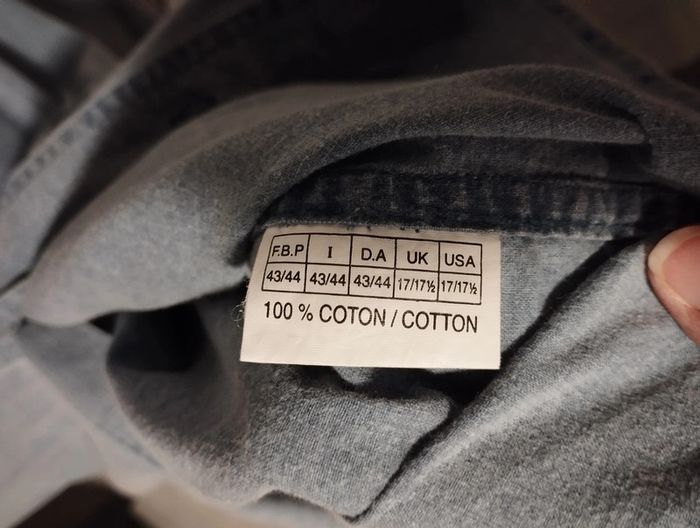 F.B.P I D.A UK USA
43/44 43/44 43/44 17/17½ 17/17½
100 % COTON / COTTON